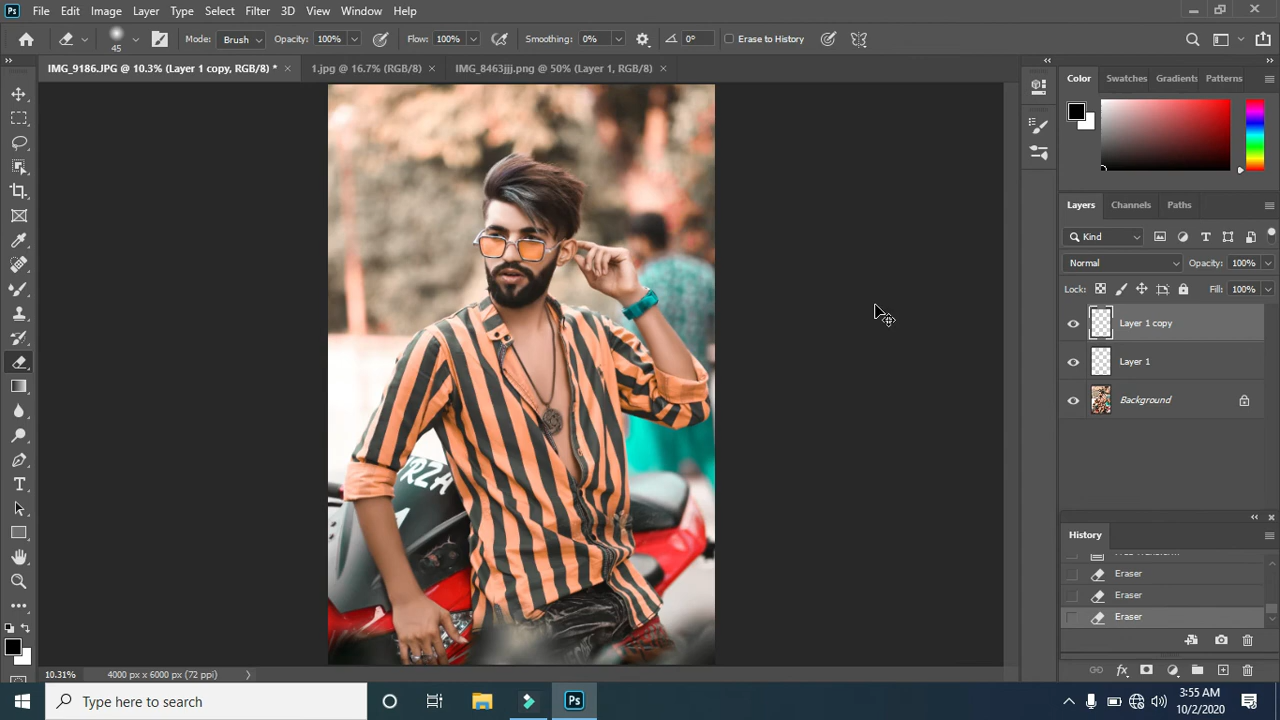 Ps File Edit Image Layer Type Select Filter 3D View Window Help
45 Mode: Brush Opacity: 100% Flow: 100% Smoothing: 0% 0° Erase to History
IMG_9186.JPG @ 10.3% (Layer 1 copy, RGB/8) * × 1.jpg @ 16.7% (RGB/8) × IMG_8463jjj.png @ 50% (Layer 1, RGB/8) ×
Color Swatches Gradients Patterns
Layers Channels Paths
Kind
Normal Opacity: 100%
Lock: Fill: 100%
Layer 1 copy
Layer 1
Background
History
Eraser
Eraser
Eraser
10.31% 4000 px x 6000 px (72 ppi)
Type here to search
Ps
3:55 AM
10/2/2020